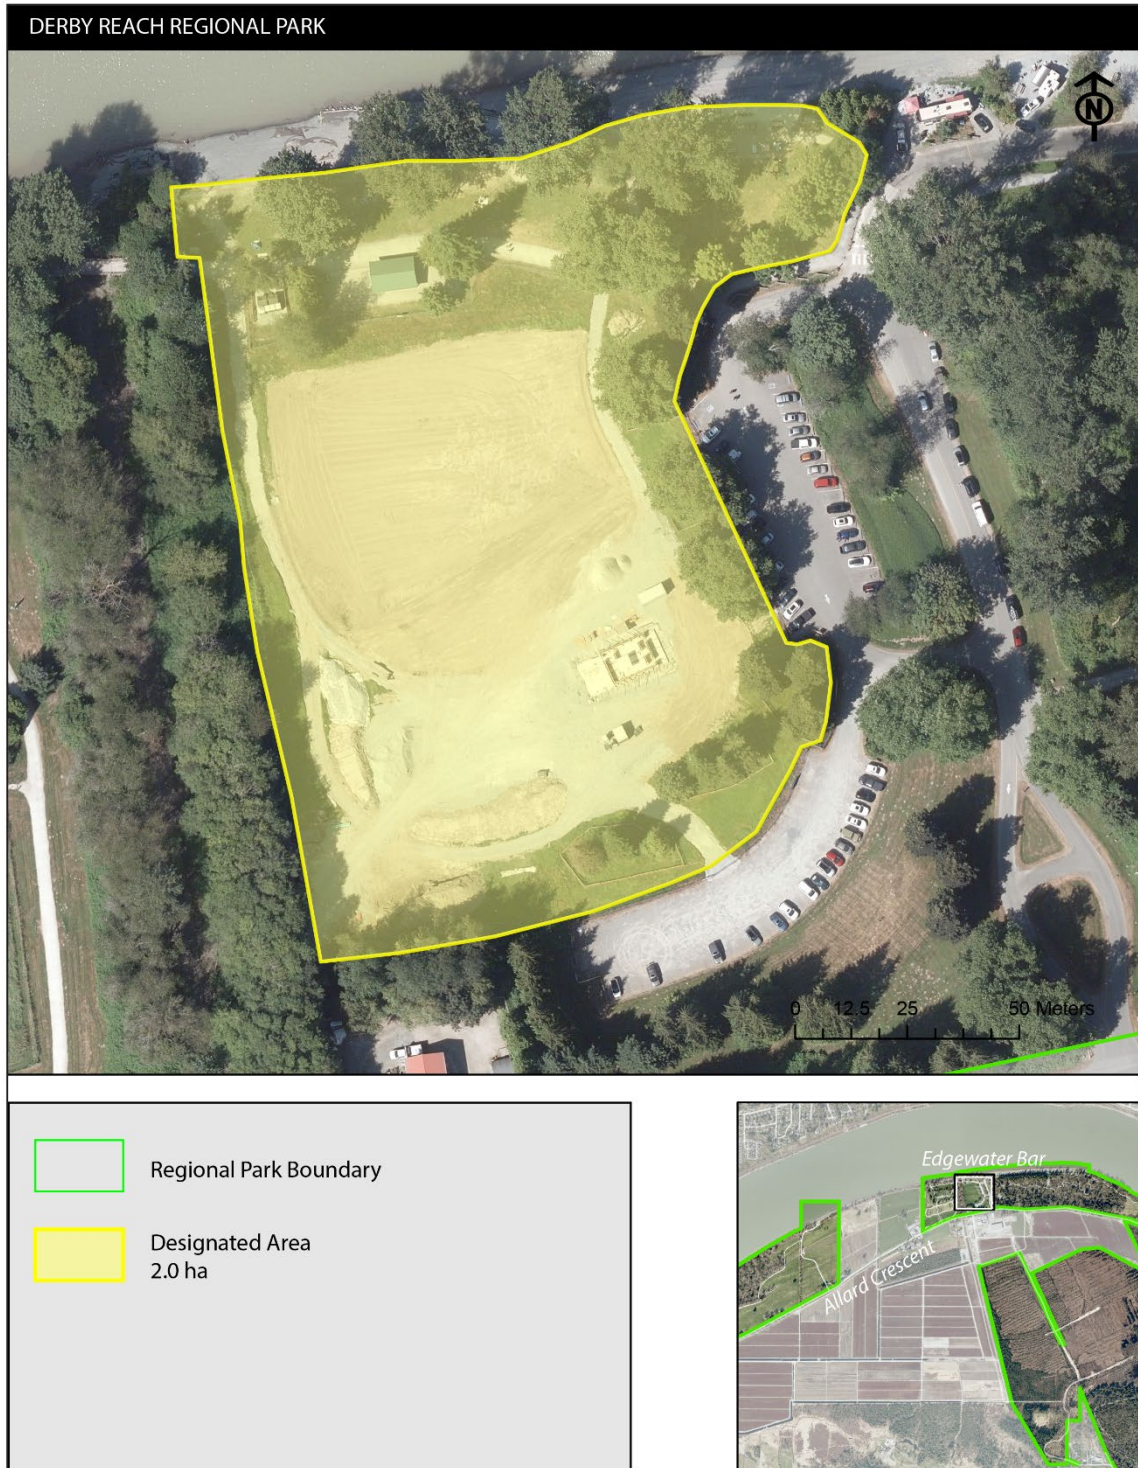 DERBY REACH REGIONAL PARK
N
0 12.5 25 50 Meters
Regional Park Boundary
Designated Area
2.0 ha
Edgewater Bar
Allard Crescent